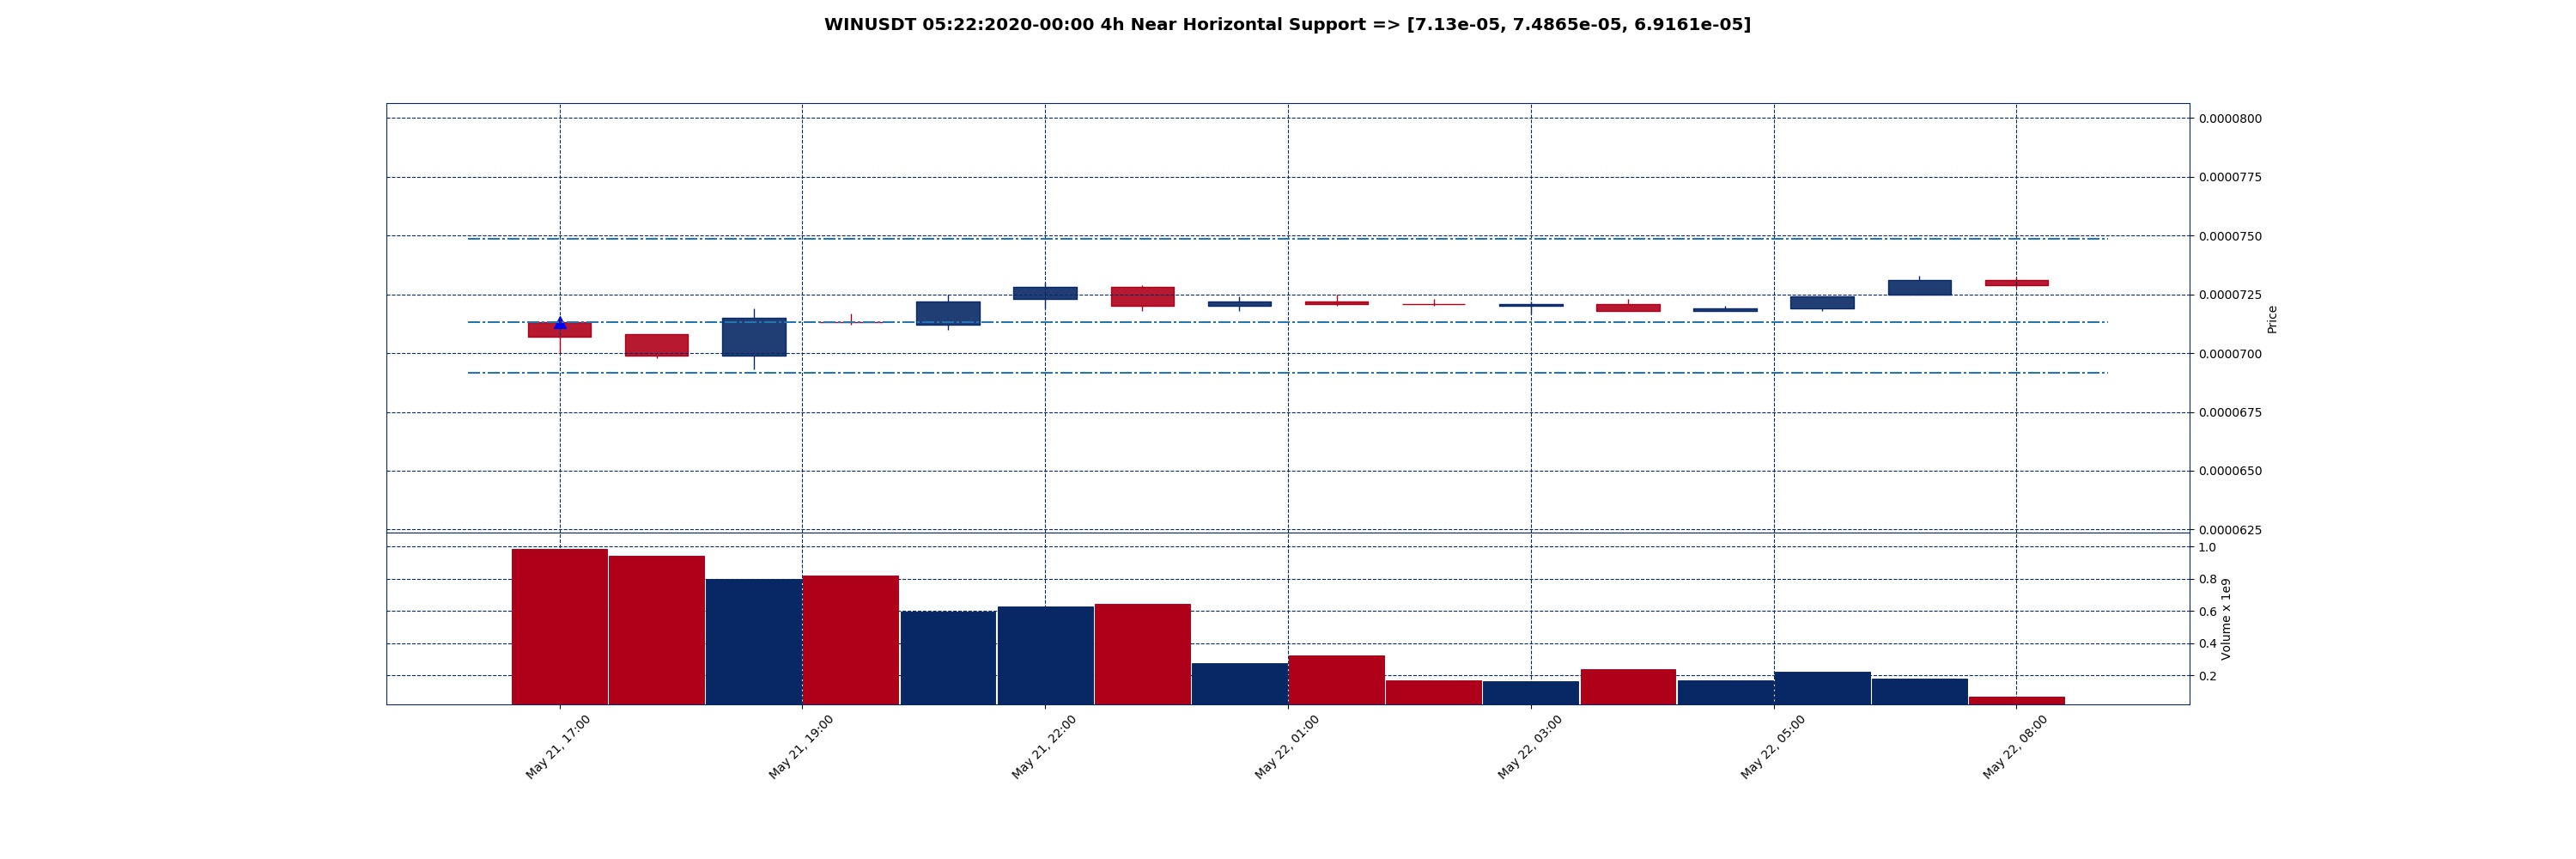 WINUSDT 05:22:2020-00:00 4h Near Horizontal Support => [7.13e-05, 7.4865e-05, 6.9161e-05]
0.0000800
0.0000775
0.0000750
0.0000725
0.0000700
0.0000675
0.0000650
0.0000625
Price
1.0
0.8
0.6
0.4
0.2
Volume x 1e9
May 21, 17:00
May 21, 19:00
May 21, 22:00
May 22, 01:00
May 22, 03:00
May 22, 05:00
May 22, 08:00